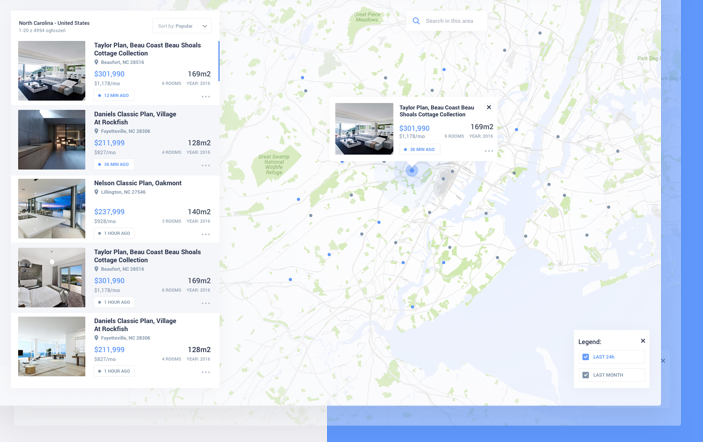 North Carolina - United States
1-20 z 4994 ogłoszeń
Sort by: Popular
Taylor Plan, Beau Coast Beau Shoals
Cottage Collection
Beaufort, NC 28516
$301,990
169m2
$1,178/mo
6 ROOMS YEAR: 2016
12 MIN AGO
Daniels Classic Plan, Village
At Rockfish
Fayetteville, NC 28306
$211,999
128m2
$827/mo
4 ROOMS YEAR: 2016
36 MIN AGO
Nelson Classic Plan, Oakmont
Lillington, NC 27546
$237,999
140m2
$928/mo
5 ROOMS YEAR: 2016
1 HOUR AGO
Taylor Plan, Beau Coast Beau Shoals
Cottage Collection
Beaufort, NC 28516
$301,990
169m2
$1,178/mo
6 ROOMS YEAR: 2016
1 HOUR AGO
Daniels Classic Plan, Village
At Rockfish
Fayetteville, NC 28306
$211,999
128m2
$827/mo
4 ROOMS YEAR: 2016
1 HOUR AGO
Great Piece
Meadows
Search in this area
Great Swamp
National
Wildlife
Refuge
Taylor Plan, Beau Coast Beau
Shoals Cottage Collection
$301,990
169m2
$1,178/mo
6 ROOMS YEAR: 2016
36 MIN AGO
Legend:
LAST 24h
LAST MONTH